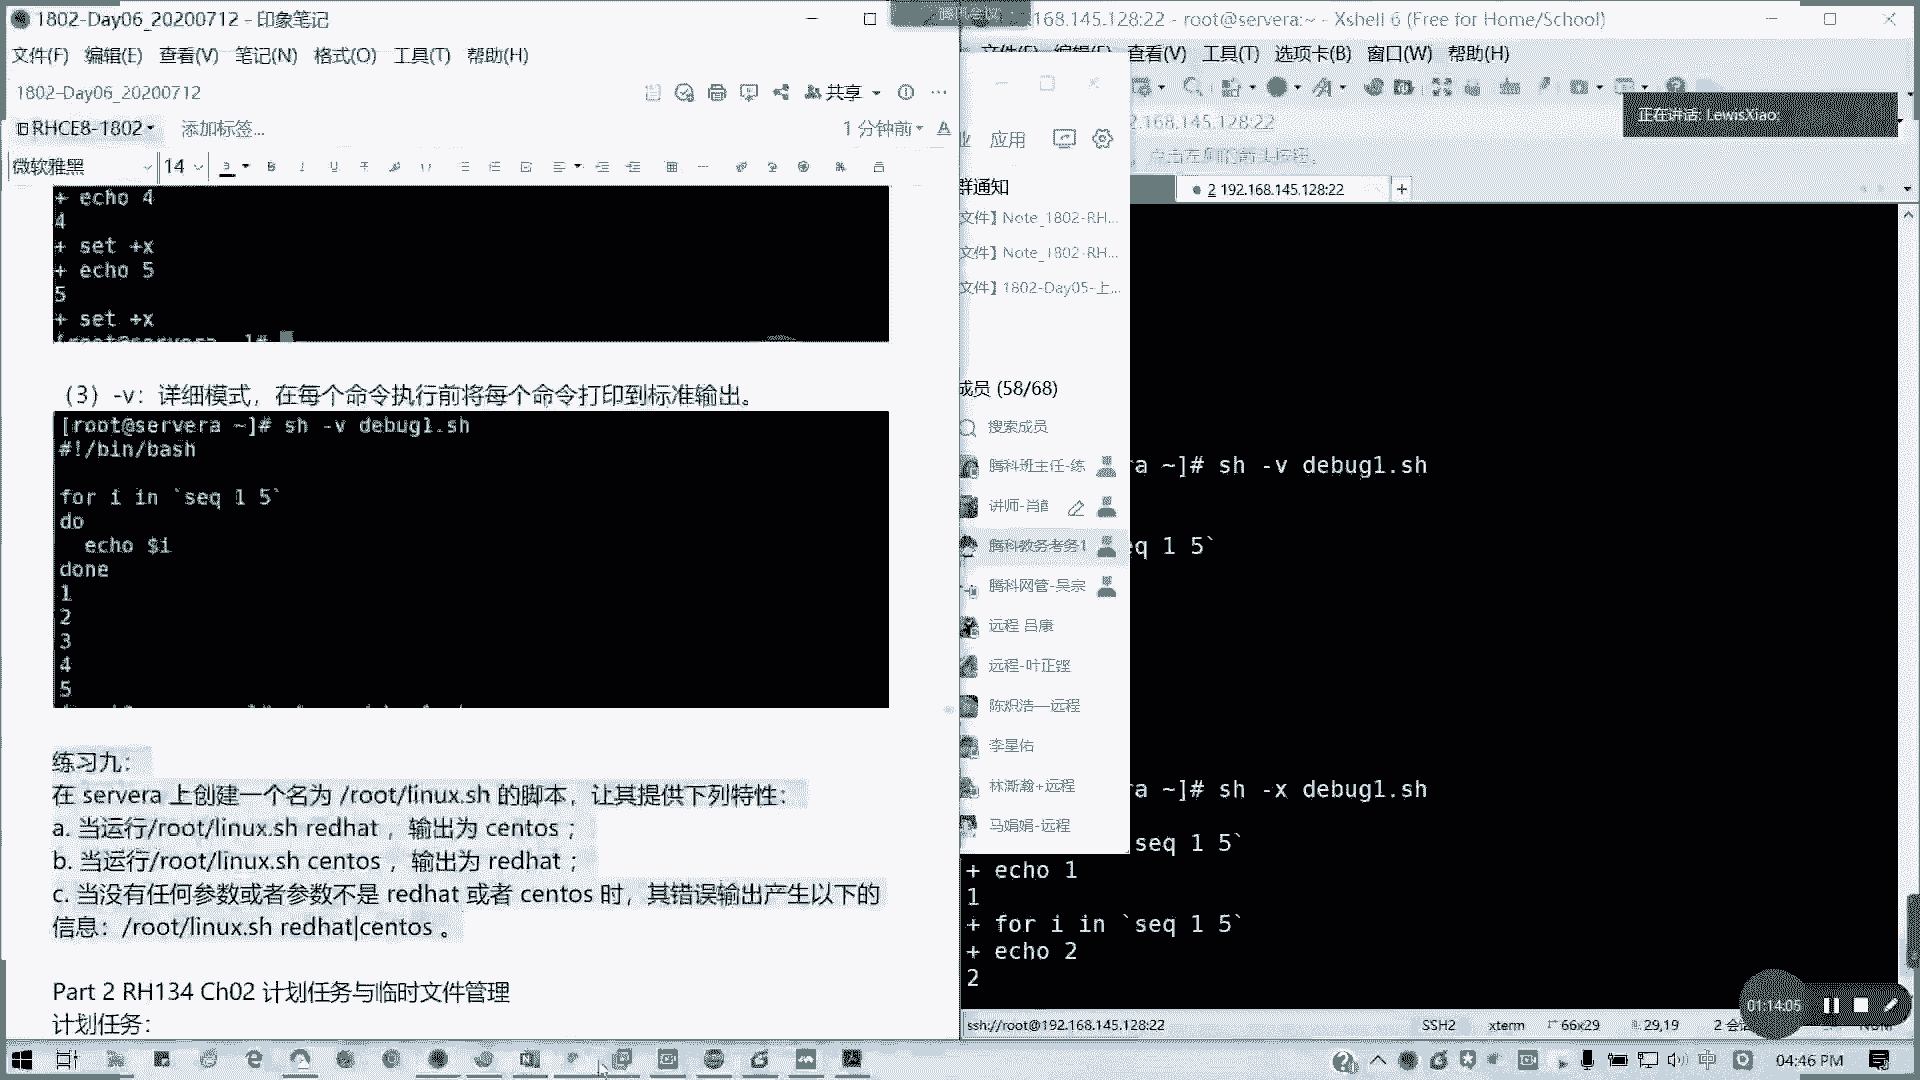 1802-Day06_20200712 - 印象笔记
文件(F) 编辑(E) 查看(V) 笔记(N) 格式(O) 工具(T) 帮助(H)
1802-Day06_20200712
共享
RHCE8-1802
添加标签...
1 分钟前
微软雅黑
14
+ echo 4
4
+ set +x
+ echo 5
5
+ set +x
（3）-v：详细模式，在每个命令执行前将每个命令打印到标准输出。
[root@servera ~]# sh -v debug1.sh
#!/bin/bash
for i in `seq 1 5`
do
echo $i
done
1
2
3
4
5
练习九：
在 servera 上创建一个名为 /root/linux.sh 的脚本，让其提供下列特性：
a. 当运行/root/linux.sh redhat ，输出为 centos ；
b. 当运行/root/linux.sh centos ，输出为 redhat ；
c. 当没有任何参数或者参数不是 redhat 或者 centos 时，其错误输出产生以下的
信息：/root/linux.sh redhat|centos 。
Part 2 RH134 Ch02 计划任务与临时文件管理
计划任务：
腾讯会议
168.145.128:22 - root@servera:~ - Xshell 6 (Free for Home/School)
文件(F) 编辑(E) 查看(V) 工具(T) 选项卡(B) 窗口(W) 帮助(H)
2.168.145.128:22
正在讲话: LewisXiao:
应用
2 192.168.145.128:22
群通知
文件】Note_1802-RH...
文件】Note_1802-RH...
文件】1802-Day05-上...
成员 (58/68)
搜索成员
腾科班主任-练
讲师-肖
腾科教务考务1
腾科网管-吴宗
远程 吕康
远程-叶正铿
陈炽浩—远程
李星佑
林渐瀚+远程
马娟娟-远程
a ~]# sh -v debug1.sh
eq 1 5`
a ~]# sh -x debug1.sh
seq 1 5`
+ echo 1
1
+ for i in `seq 1 5`
+ echo 2
2
01:14:05
ssh://root@192.168.145.128:22
SSH2
xterm
66x29
29,19
2 会
中
04:46 PM